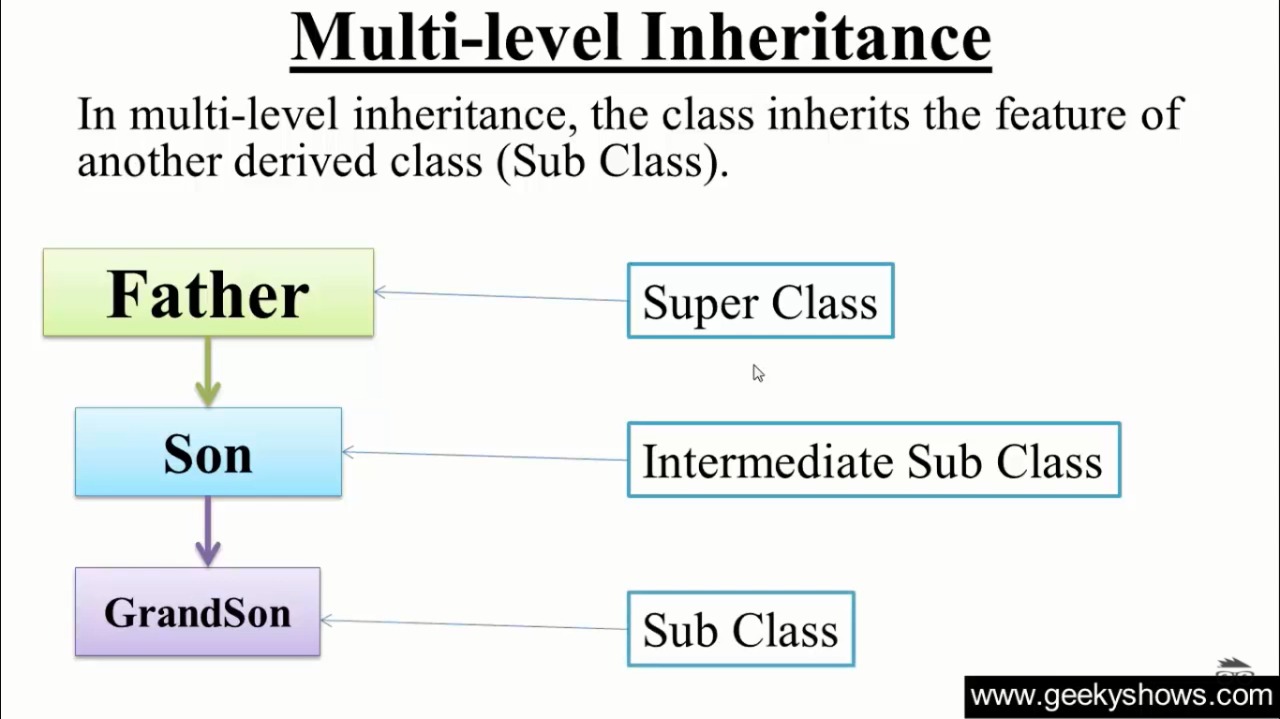 Multi-level Inheritance
In multi-level inheritance, the class inherits the feature of
another derived class (Sub Class).
Father
Super Class
Son
Intermediate Sub Class
GrandSon
Sub Class
www.geekyshows.com